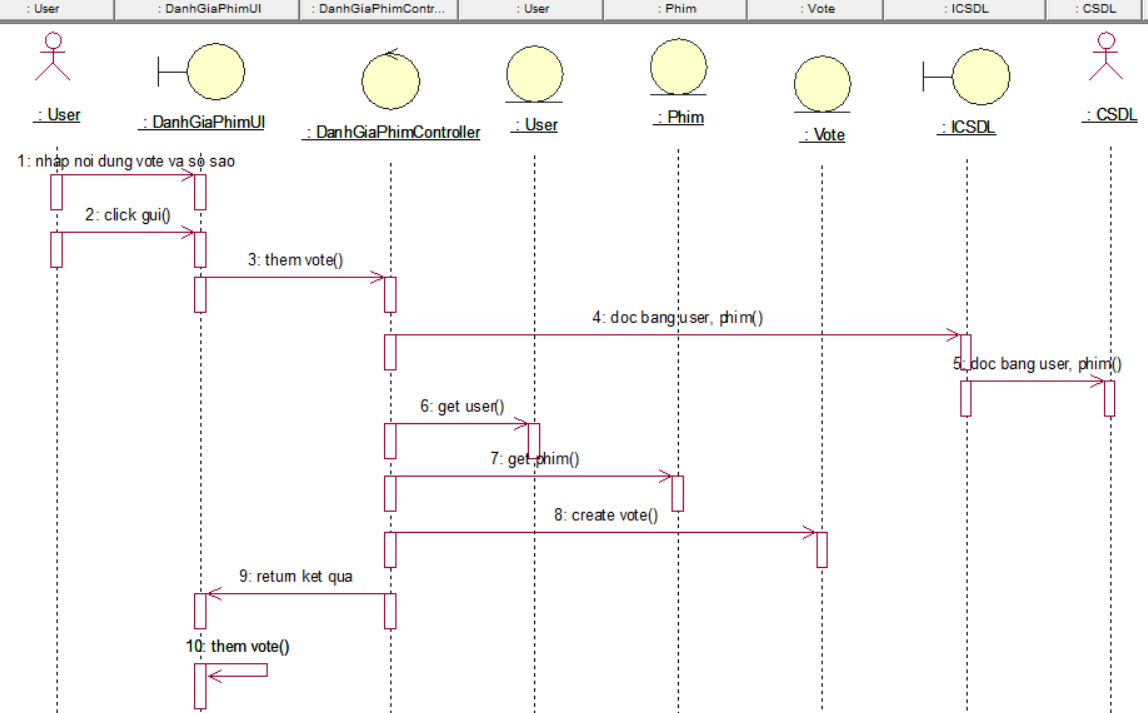 : User
: DanhGiaPhimUI
: DanhGiaPhimContr...
: User
: Phim
: Vote
: ICSDL
: CSDL
: User
: DanhGiaPhimUI
: DanhGiaPhimController
: User
: Phim
: Vote
: ICSDL
: CSDL
1: nhap noi dung vote va so sao
2: click gui()
3: them vote()
4: doc bang user, phim()
5: doc bang user, phim()
6: get user()
7: get phim()
8: create vote()
9: return ket qua
10: them vote()